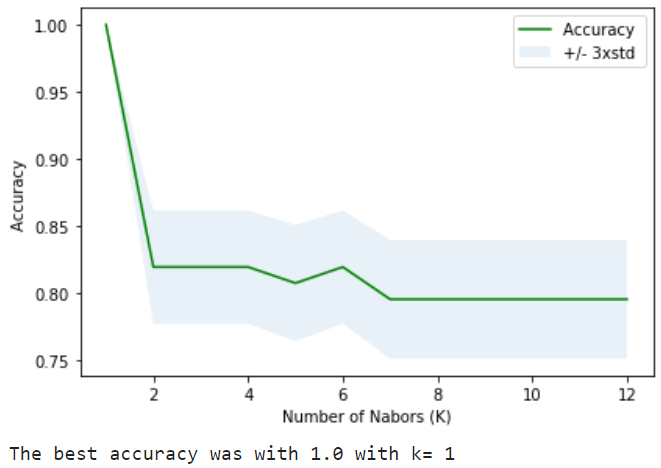 Accuracy
+/- 3xstd
1.00
0.95
0.90
0.85
0.80
0.75
Accuracy
2 4 6 8 10 12
Number of Nabors (K)
The best accuracy was with 1.0 with k= 1